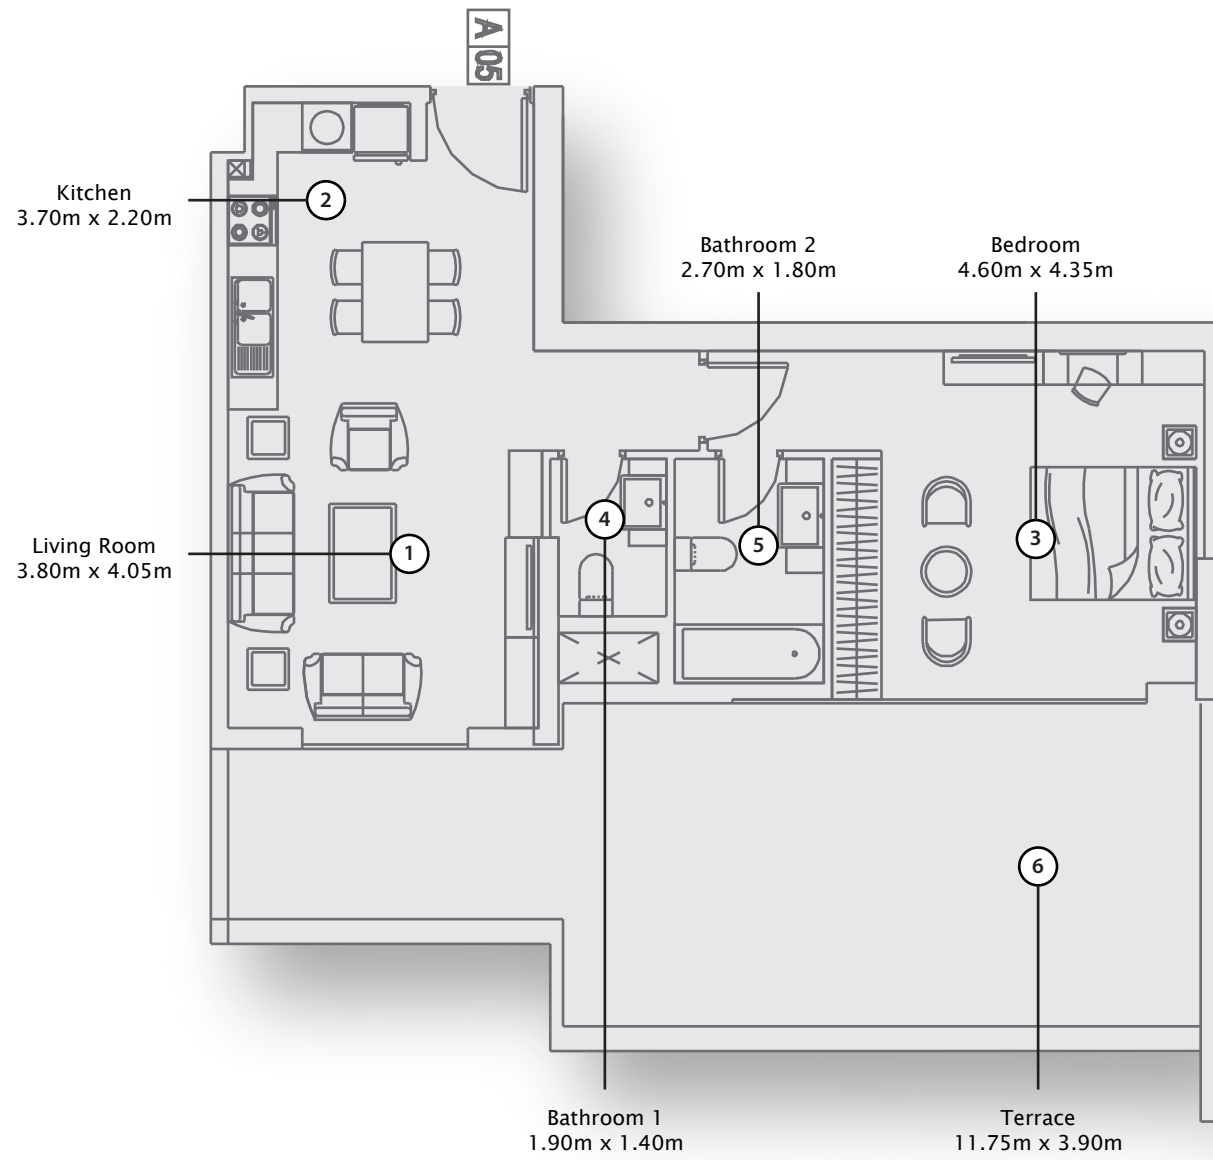 A 05
Kitchen
3.70m x 2.20m
2
Bathroom 2
2.70m x 1.80m
Bedroom
4.60m x 4.35m
Living Room
3.80m x 4.05m
1
4
5
3
6
Bathroom 1
1.90m x 1.40m
Terrace
11.75m x 3.90m